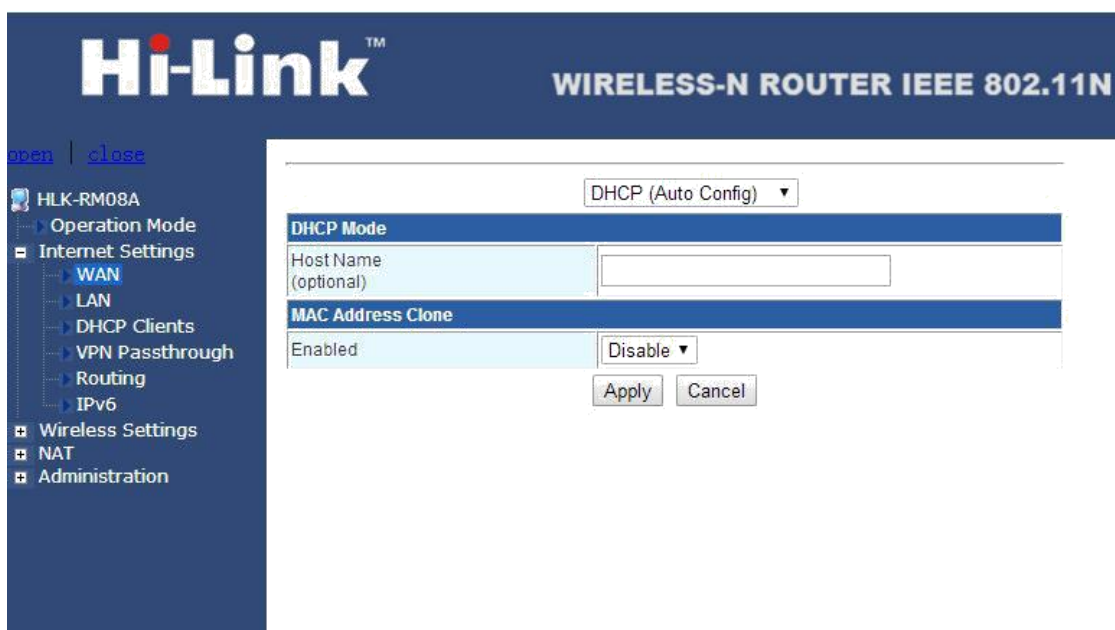 Hi-Link™
WIRELESS-N ROUTER IEEE 802.11N
open | close
HLK-RM08A
Operation Mode
Internet Settings
WAN
LAN
DHCP Clients
VPN Passthrough
Routing
IPv6
Wireless Settings
NAT
Administration
DHCP (Auto Config)
DHCP Mode
Host Name
(optional)
MAC Address Clone
Enabled
Disable
Apply Cancel